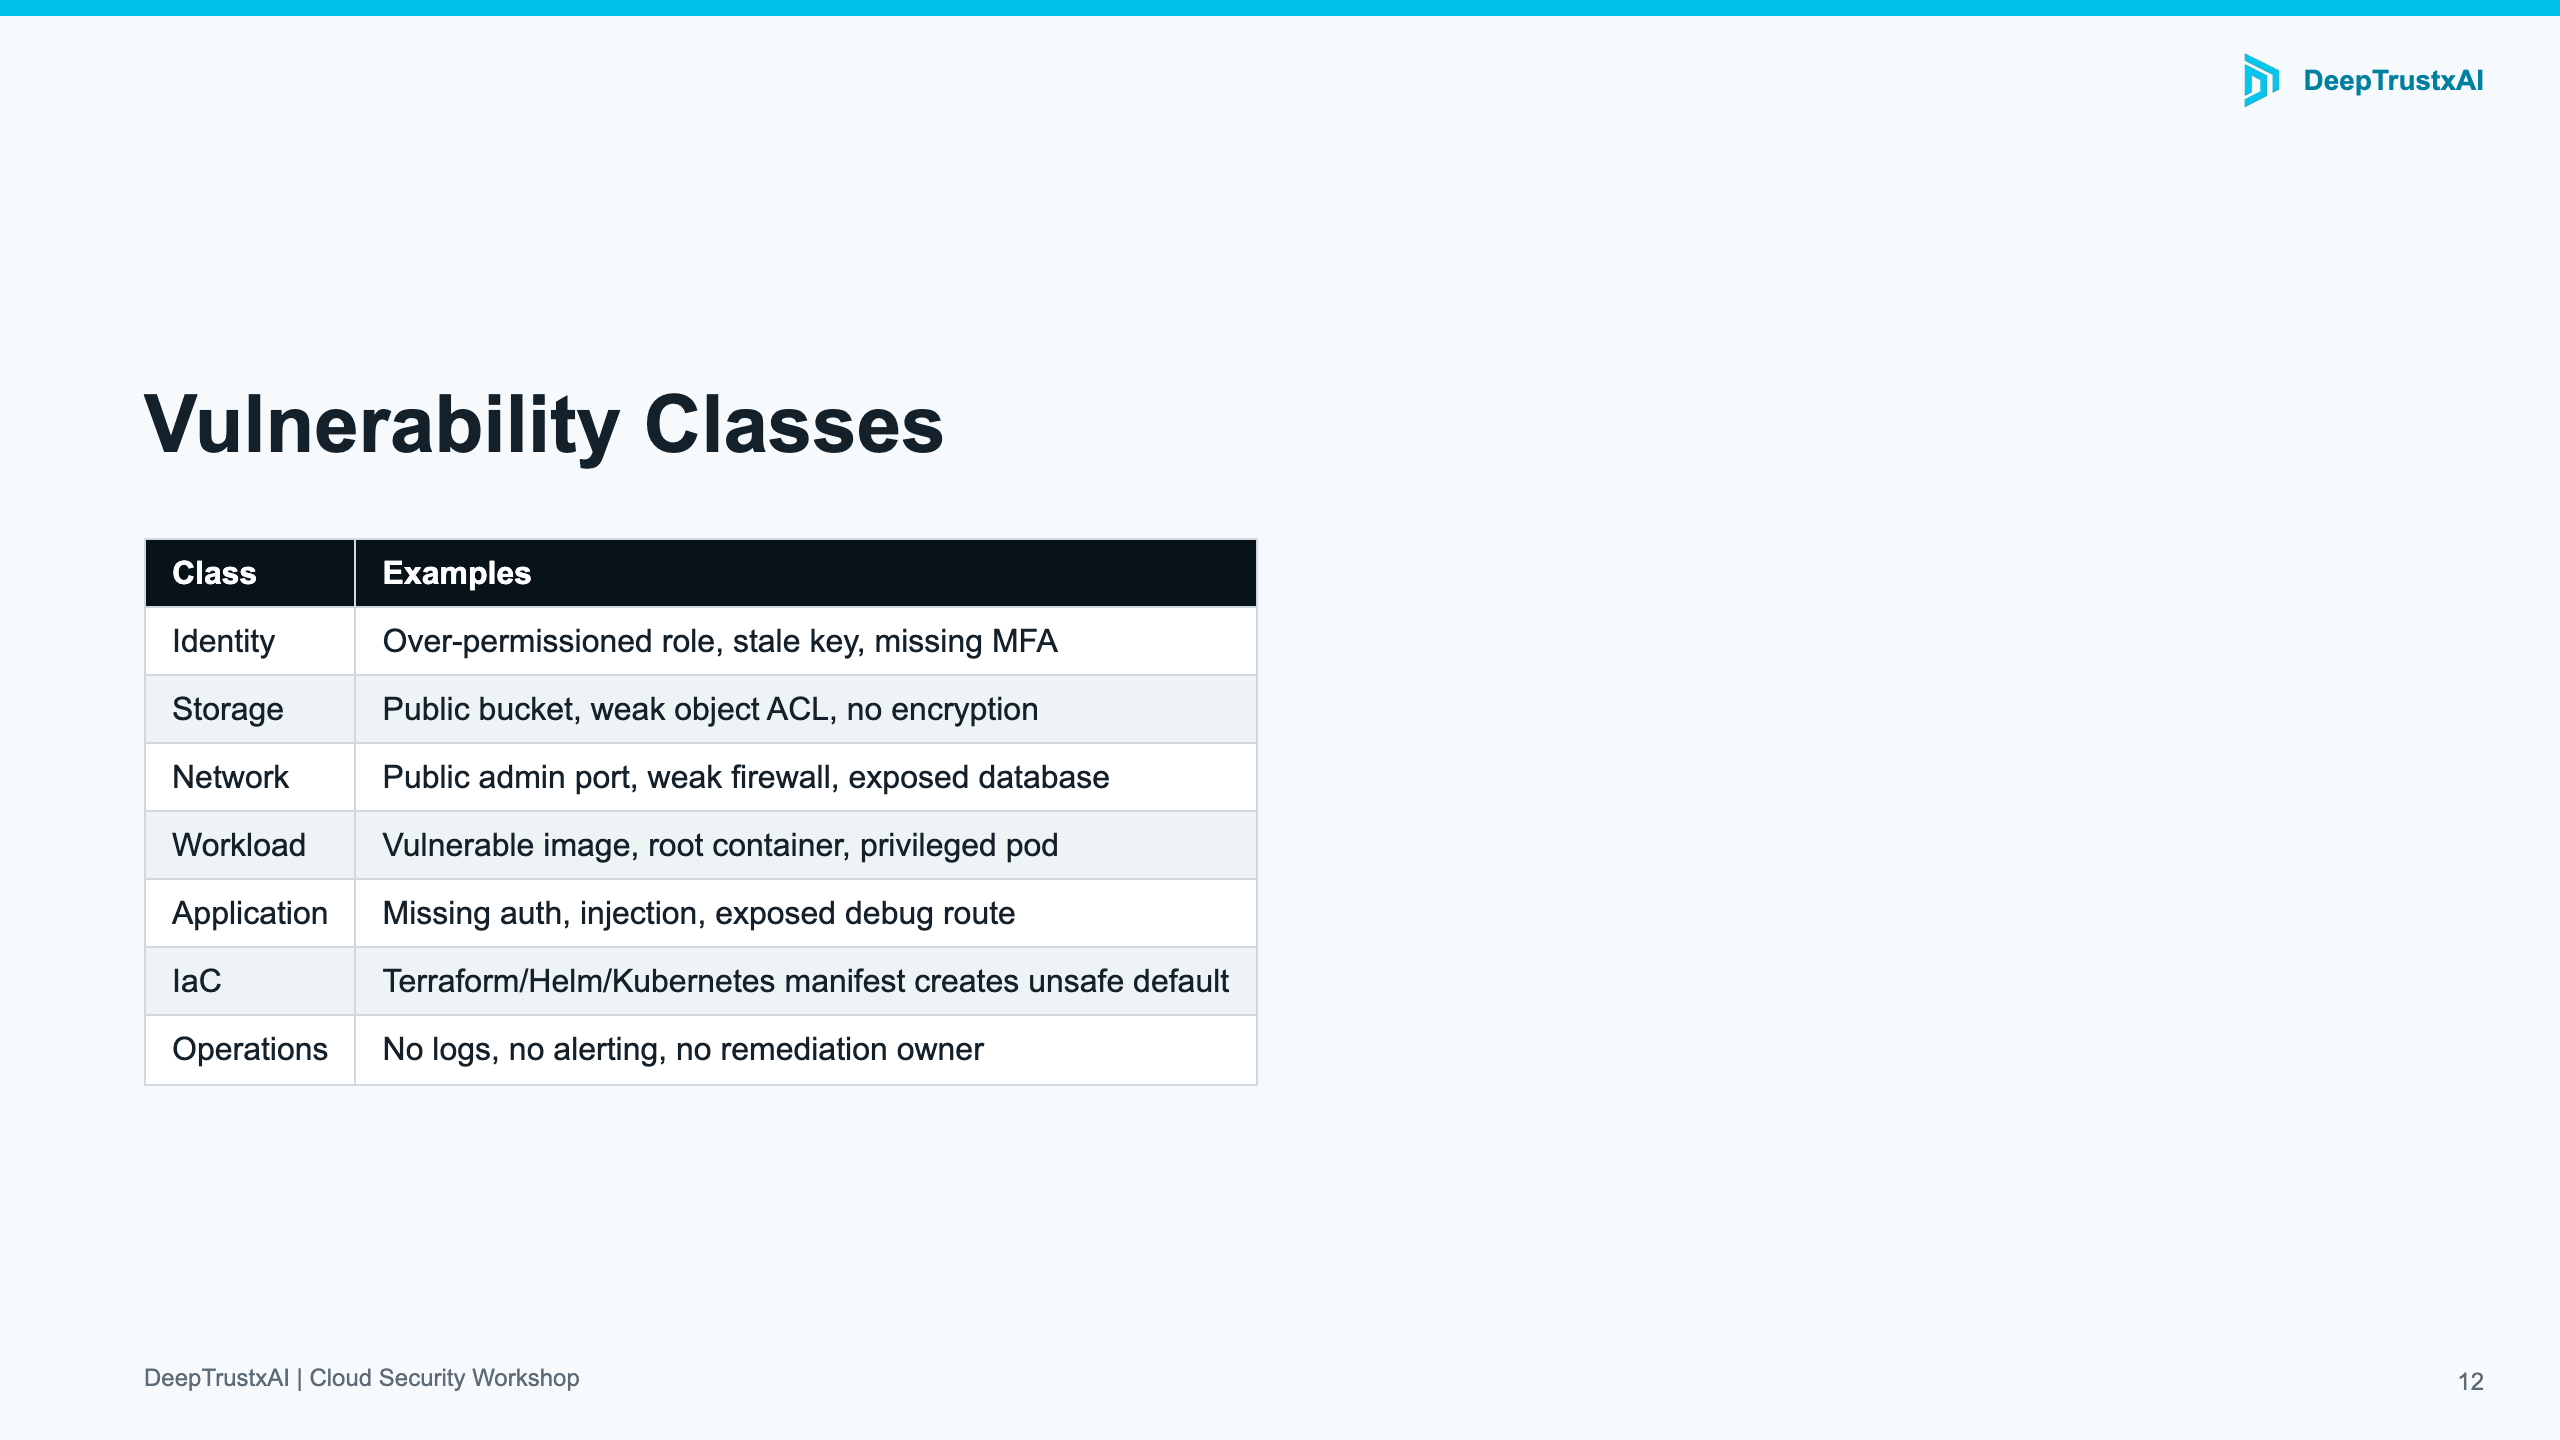 DeepTrustxAI
Vulnerability Classes
Class Examples
Identity Over-permissioned role, stale key, missing MFA
Storage Public bucket, weak object ACL, no encryption
Network Public admin port, weak firewall, exposed database
Workload Vulnerable image, root container, privileged pod
Application Missing auth, injection, exposed debug route
IaC Terraform/Helm/Kubernetes manifest creates unsafe default
Operations No logs, no alerting, no remediation owner
DeepTrustxAI | Cloud Security Workshop
12